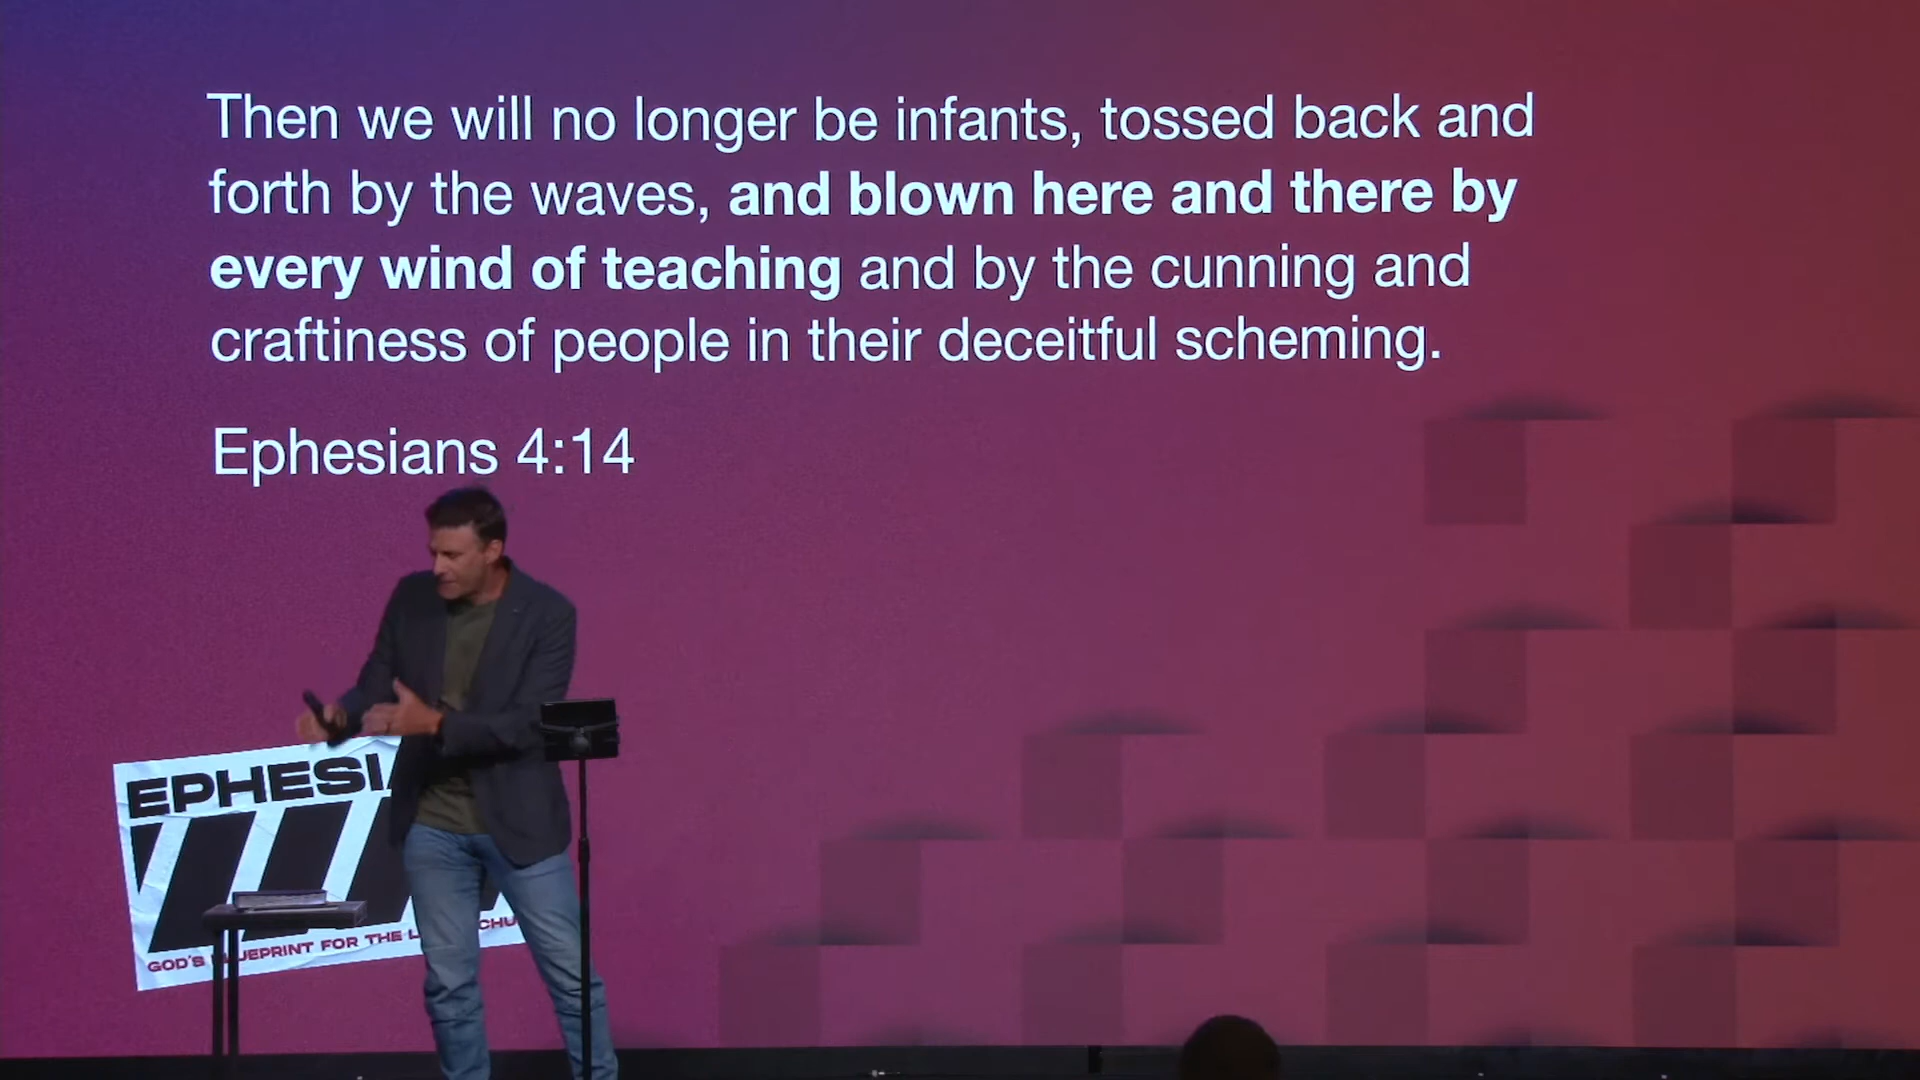 Then we will no longer be infants, tossed back and
forth by the waves, and blown here and there by
every wind of teaching and by the cunning and
craftiness of people in their deceitful scheming.
Ephesians 4:14
EPHESI
GOD'S UEPRINT FOR THE L CHU